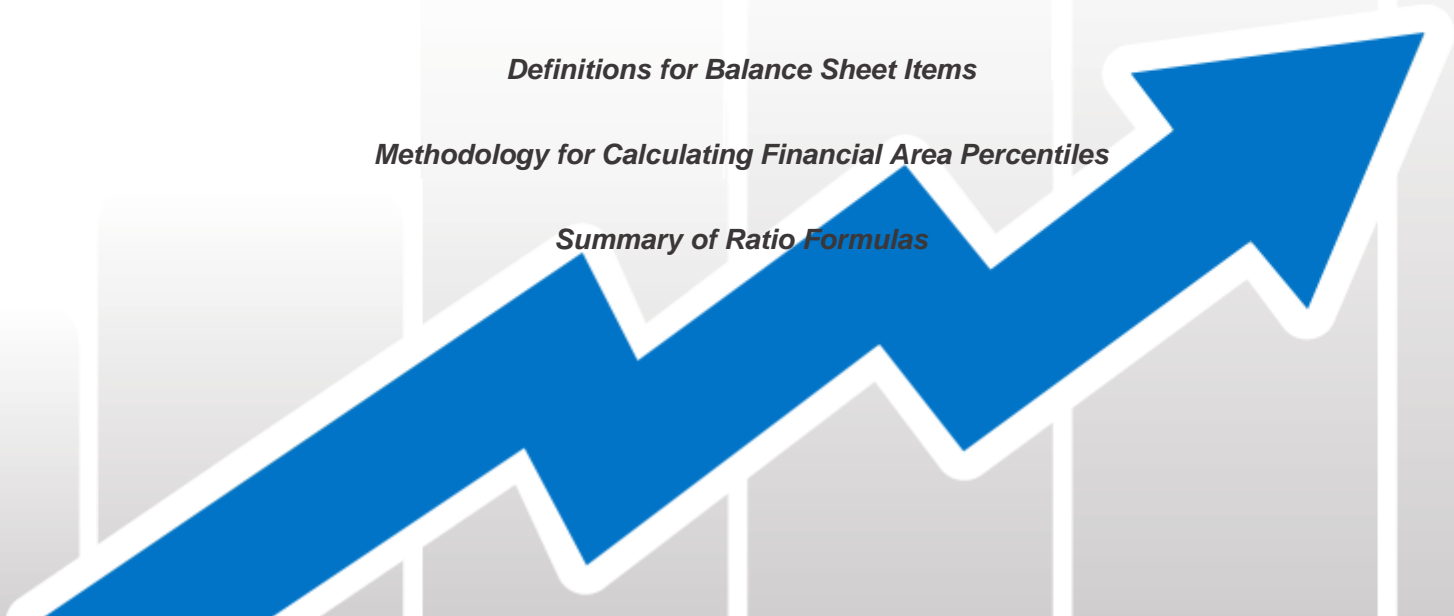 Definitions for Balance Sheet Items
Methodology for Calculating Financial Area Percentiles
Summary of Ratio Formulas